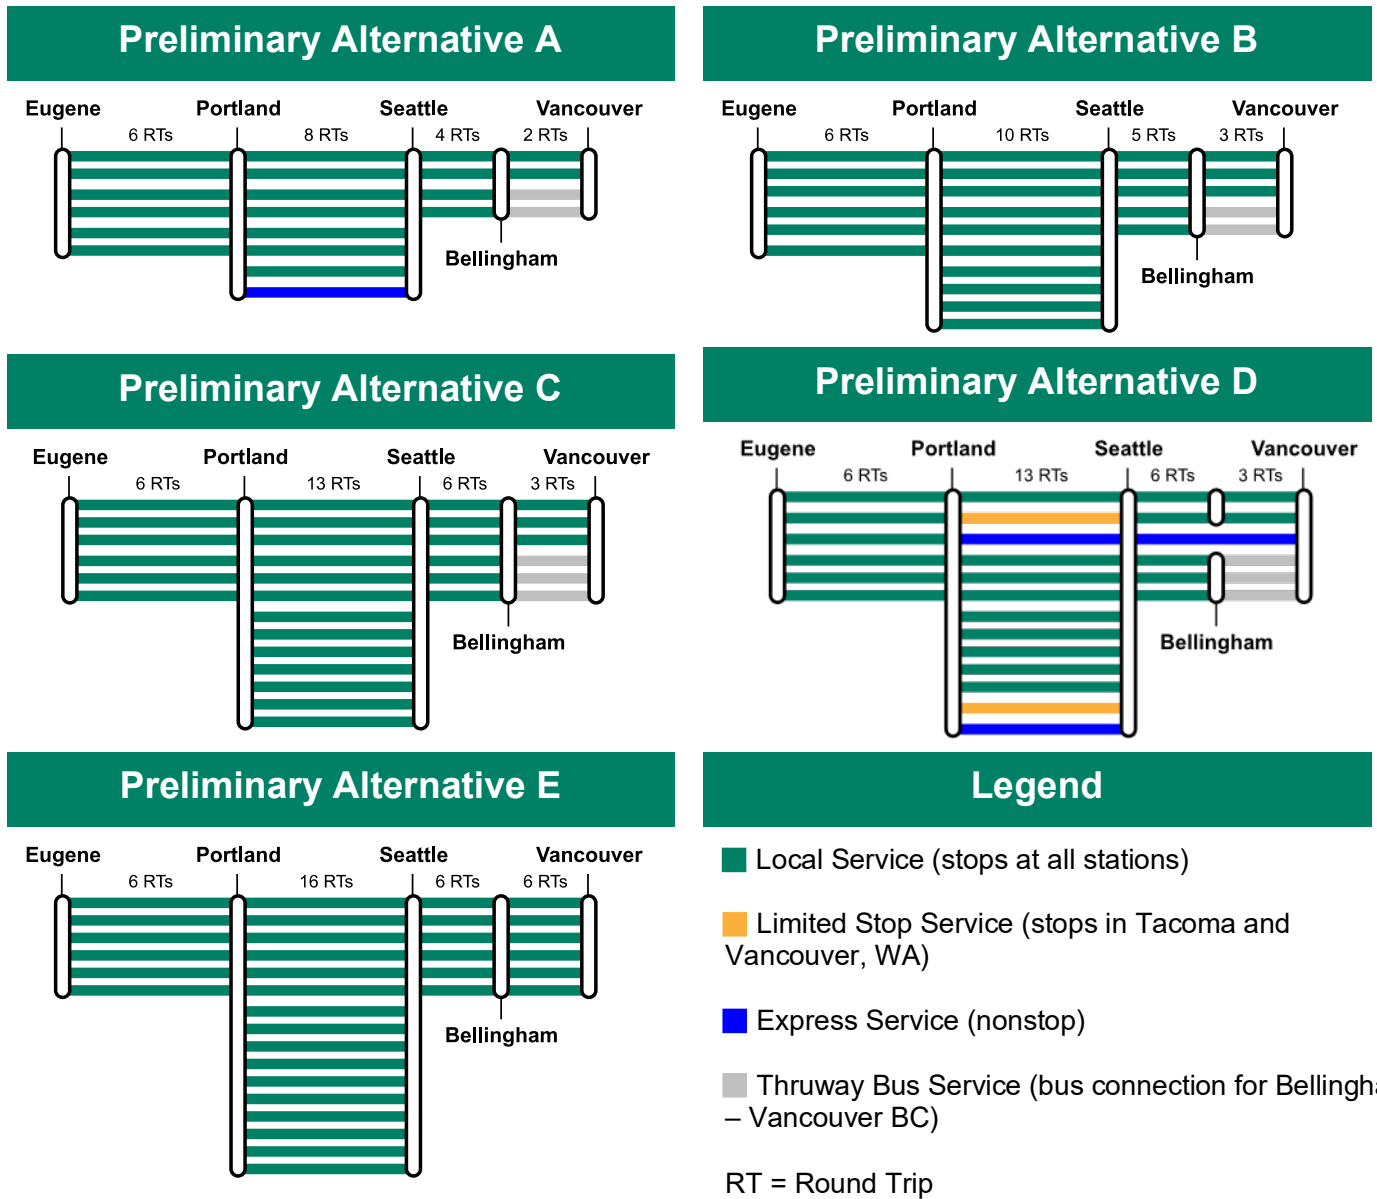 Preliminary Alternative A
Eugene Portland Seattle Vancouver
6 RTs 8 RTs 4 RTs 2 RTs
Bellingham
Preliminary Alternative B
Eugene Portland Seattle Vancouver
6 RTs 10 RTs 5 RTs 3 RTs
Bellingham
Preliminary Alternative C
Eugene Portland Seattle Vancouver
6 RTs 13 RTs 6 RTs 3 RTs
Bellingham
Preliminary Alternative D
Eugene Portland Seattle Vancouver
6 RTs 13 RTs 6 RTs 3 RTs
Bellingham
Preliminary Alternative E
Eugene Portland Seattle Vancouver
6 RTs 16 RTs 6 RTs 6 RTs
Bellingham
Legend
Local Service (stops at all stations)
Limited Stop Service (stops in Tacoma and
Vancouver, WA)
Express Service (nonstop)
Thruway Bus Service (bus connection for Bellingha
– Vancouver BC)
RT = Round Trip